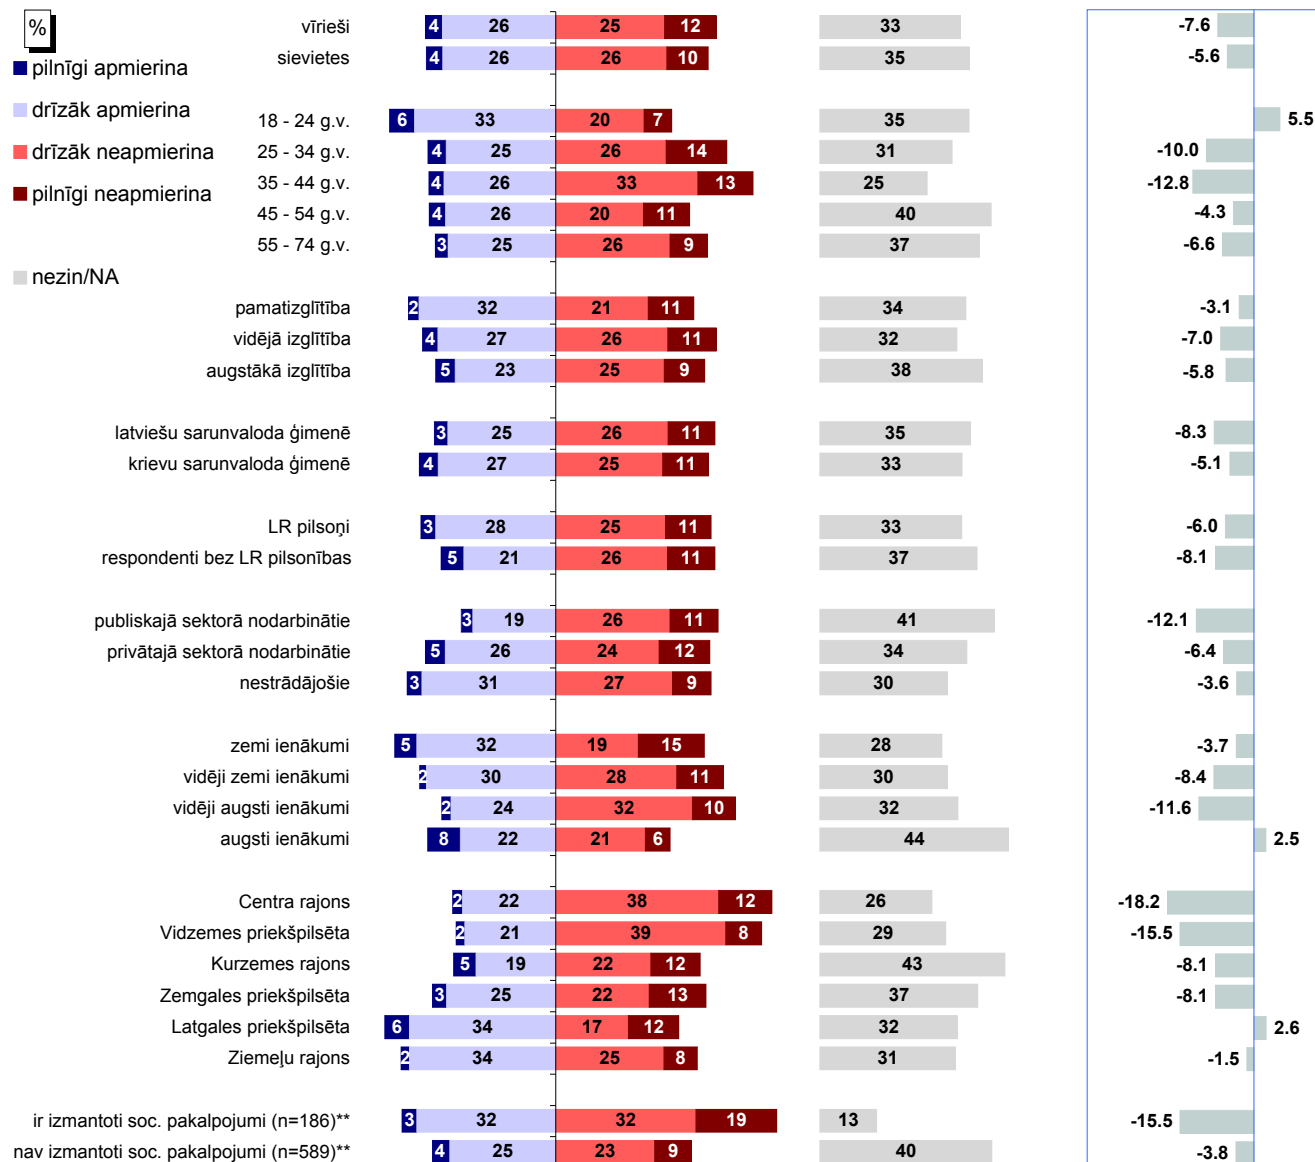 %
pilnīgi apmierina
drīzāk apmierina
drīzāk neapmierina
pilnīgi neapmierina
nezin/NA
vīrieši 4 26 25 12 33 -7.6
sievietes 4 26 26 10 35 -5.6
18 - 24 g.v. 6 33 20 7 35 5.5
25 - 34 g.v. 4 25 26 14 31 -10.0
35 - 44 g.v. 4 26 33 13 25 -12.8
45 - 54 g.v. 4 26 20 11 40 -4.3
55 - 74 g.v. 3 25 26 9 37 -6.6
pamatizglītība 2 32 21 11 34 -3.1
vidējā izglītība 4 27 26 11 32 -7.0
augstākā izglītība 5 23 25 9 38 -5.8
latviešu sarunvaloda ģimenē 3 25 26 11 35 -8.3
krievu sarunvaloda ģimenē 4 27 25 11 33 -5.1
LR pilsoņi 3 28 25 11 33 -6.0
respondenti bez LR pilsonības 5 21 26 11 37 -8.1
publiskajā sektorā nodarbinātie 3 19 26 11 41 -12.1
privātajā sektorā nodarbinātie 5 26 24 12 34 -6.4
nestrādājošie 3 31 27 9 30 -3.6
zemi ienākumi 5 32 19 15 28 -3.7
vidēji zemi ienākumi 2 30 28 11 30 -8.4
vidēji augsti ienākumi 2 24 32 10 32 -11.6
augsti ienākumi 8 22 21 6 44 2.5
Centra rajons 2 22 38 12 26 -18.2
Vidzemes priekšpilsēta 2 21 39 8 29 -15.5
Kurzemes rajons 5 19 22 12 43 -8.1
Zemgales priekšpilsēta 3 25 22 13 37 -8.1
Latgales priekšpilsēta 6 34 17 12 32 2.6
Ziemeļu rajons 2 34 25 8 31 -1.5
ir izmantoti soc. pakalpojumi (n=186)** 3 32 32 19 13 -15.5
nav izmantoti soc. pakalpojumi (n=589)** 4 25 23 9 40 -3.8